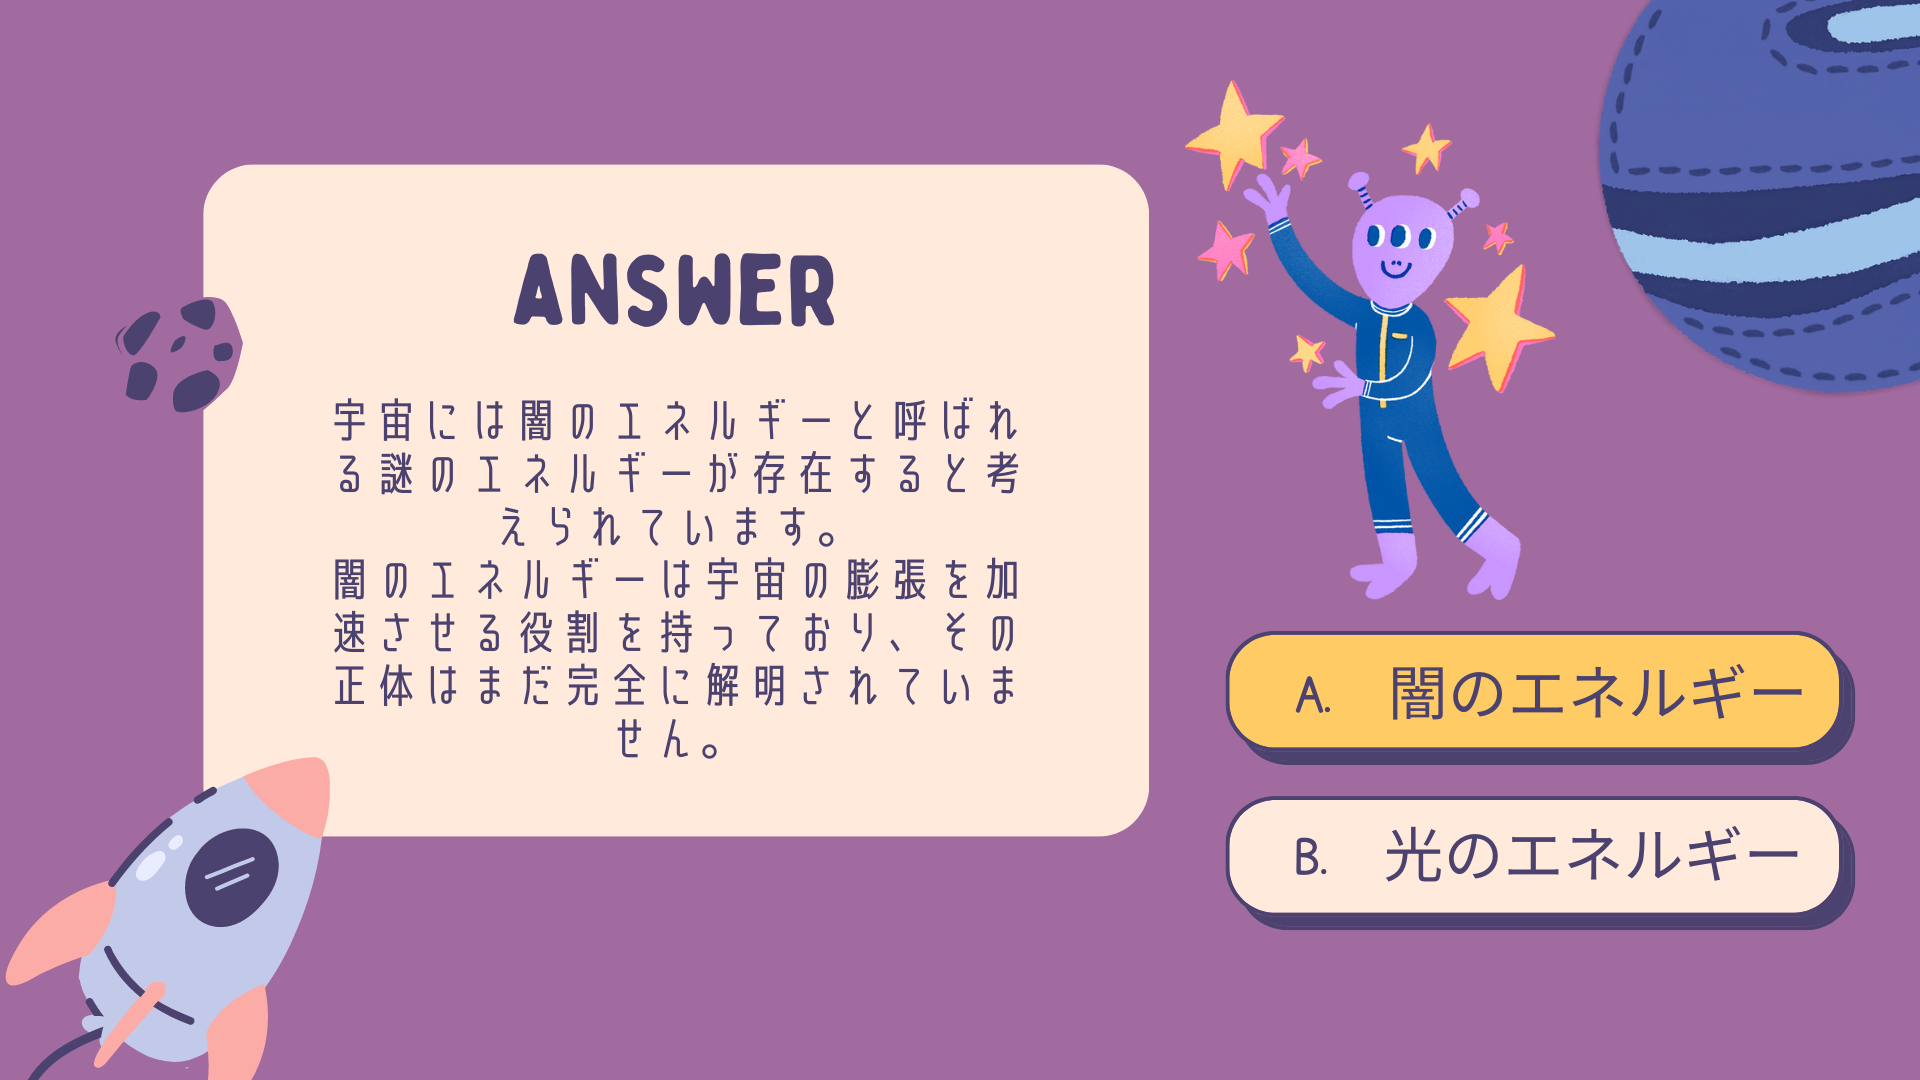 ANSWER
宇宙には闇のエネルギーと呼ばれ
る謎のエネルギーが存在すると考
えられています。
闇のエネルギーは宇宙の膨張を加
速させる役割を持っており、その
正体はまだ完全に解明されていま
せん。
A. 闇のエネルギー
B. 光のエネルギー